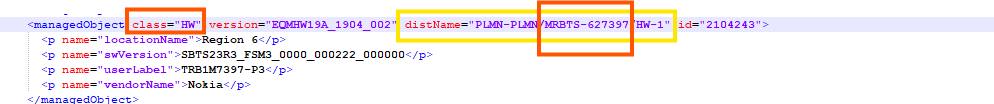 <managedObject class="HW" version="EQMHW19A_1904_002" distName="PLMN-PLMN/MRBTS-627397/HW-1" id="2104243">
<p name="locationName">Region 6</p>
<p name="swVersion">SBTS23R3_FSM3_0000_000222_000000</p>
<p name="userLabel">TRB1M7397-P3</p>
<p name="vendorName">Nokia</p>
</managedObject>